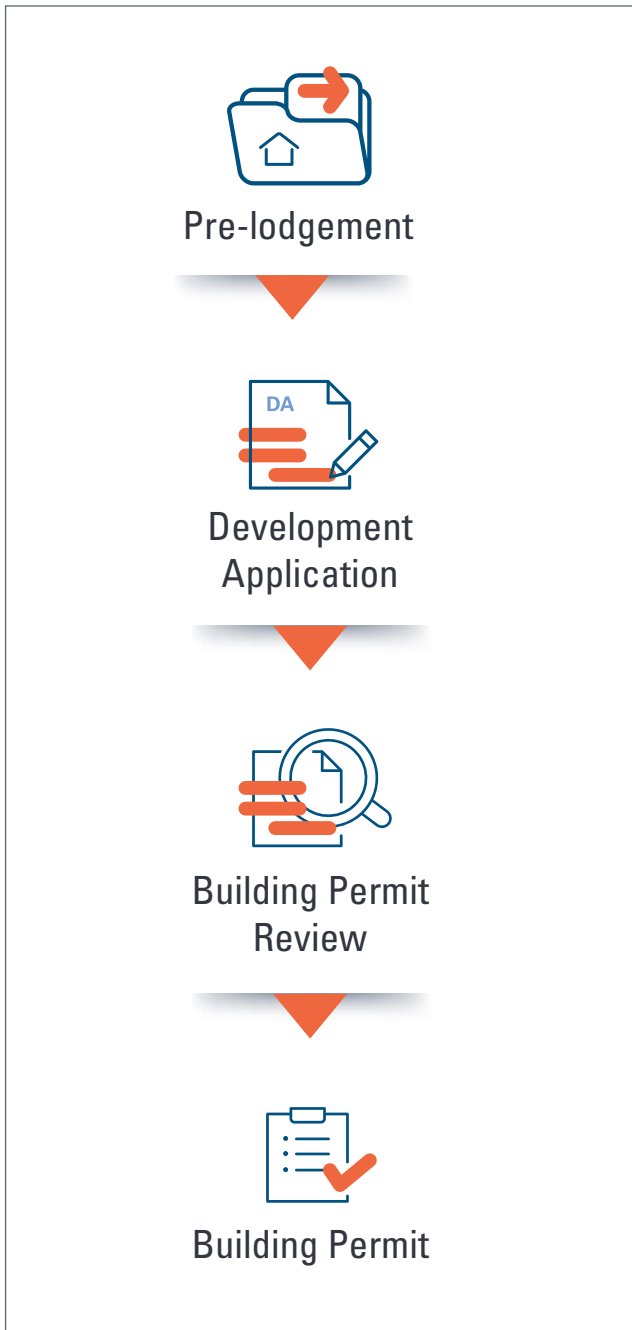 Pre-lodgement
DA
Development
Application
Building Permit
Review
Building Permit